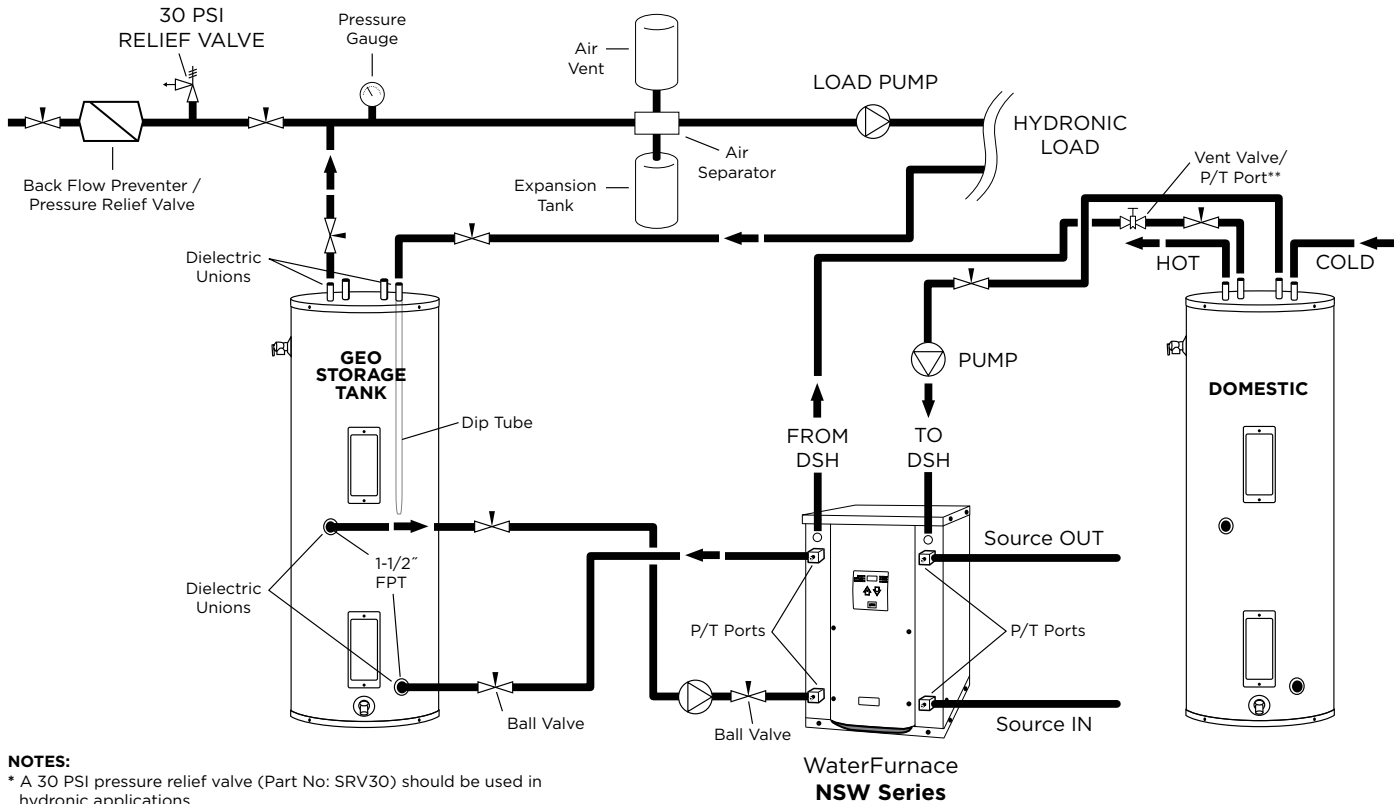 30 PSI
RELIEF VALVE
Pressure
Gauge
Air
Vent
LOAD PUMP
HYDRONIC
LOAD
Vent Valve/
P/T Port**
Air
Separator
Back Flow Preventer /
Pressure Relief Valve
Expansion
Tank
Dielectric
Unions
HOT
COLD
GEO
STORAGE
TANK
PUMP
DOMESTIC
Dip Tube
FROM
DSH
TO
DSH
Source OUT
1-1/2″
FPT
Dielectric
Unions
P/T Ports
P/T Ports
Ball Valve
Ball Valve
Source IN
WaterFurnace
NSW Series
NOTES:
* A 30 PSI pressure relief valve (Part No: SRV30) should be used in
hydronic applications.